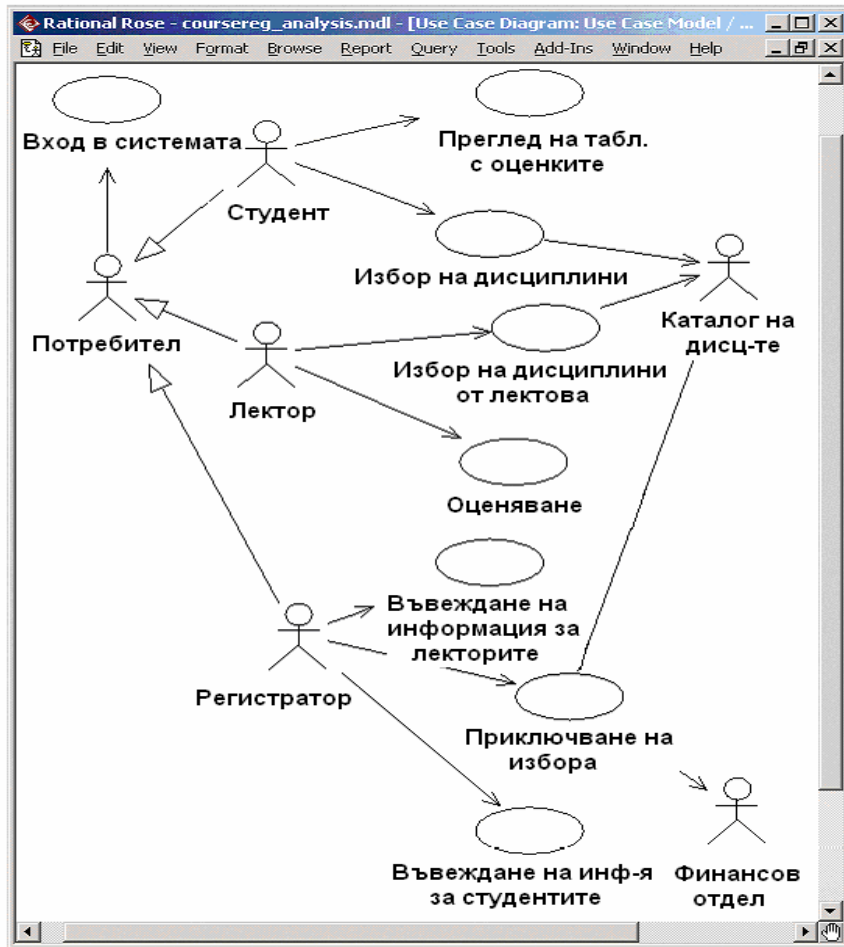 Rational Rose - coursereg_analysis.mdl - [Use Case Diagram: Use Case Model / ...
File Edit View Format Browse Report Query Tools Add-Ins Window Help
Вход в системата
Преглед на табл.
с оценките
Студент
Избор на дисциплини
Каталог на
дисц-те
Потребител
Избор на дисциплини
от лектова
Лектор
Оценяване
Въвеждане на
информация за
лекторите
Регистратор
Приключване на
избора
Въвеждане на инф-я
за студентите
Финансов
отдел